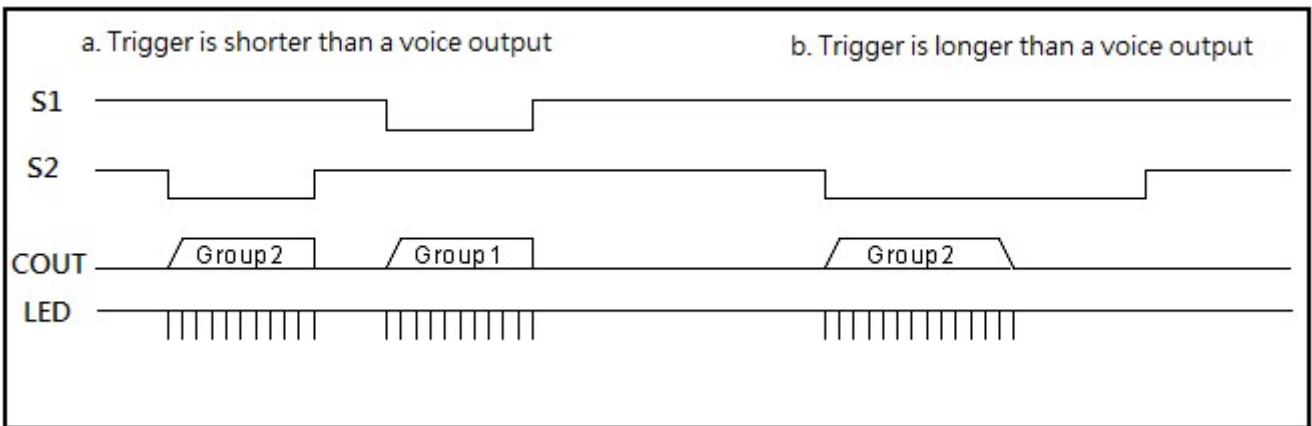 a. Trigger is shorter than a voice output
b. Trigger is longer than a voice output
S1
S2
COUT
Group2
Group1
Group2
LED